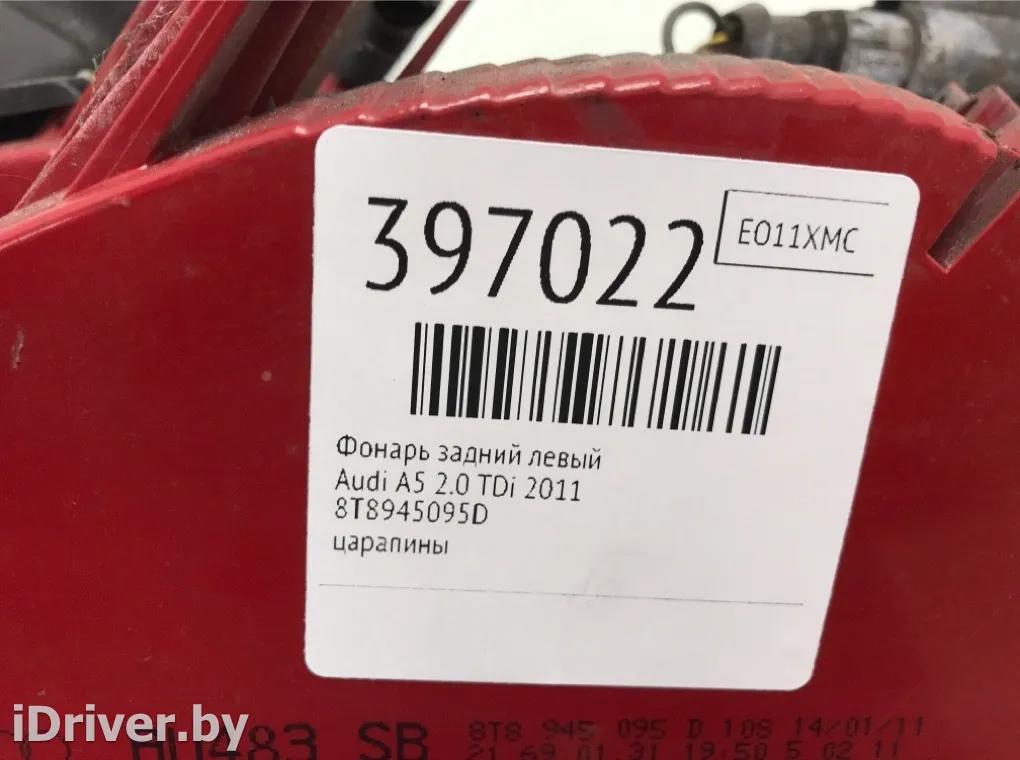 397022
E011XMC
Фонарь задний левый
Audi A5 2.0 TDi 2011
8T8945095D
царапины
8T8 945 095 D 10S 14/01/11
SB
iDriver.by